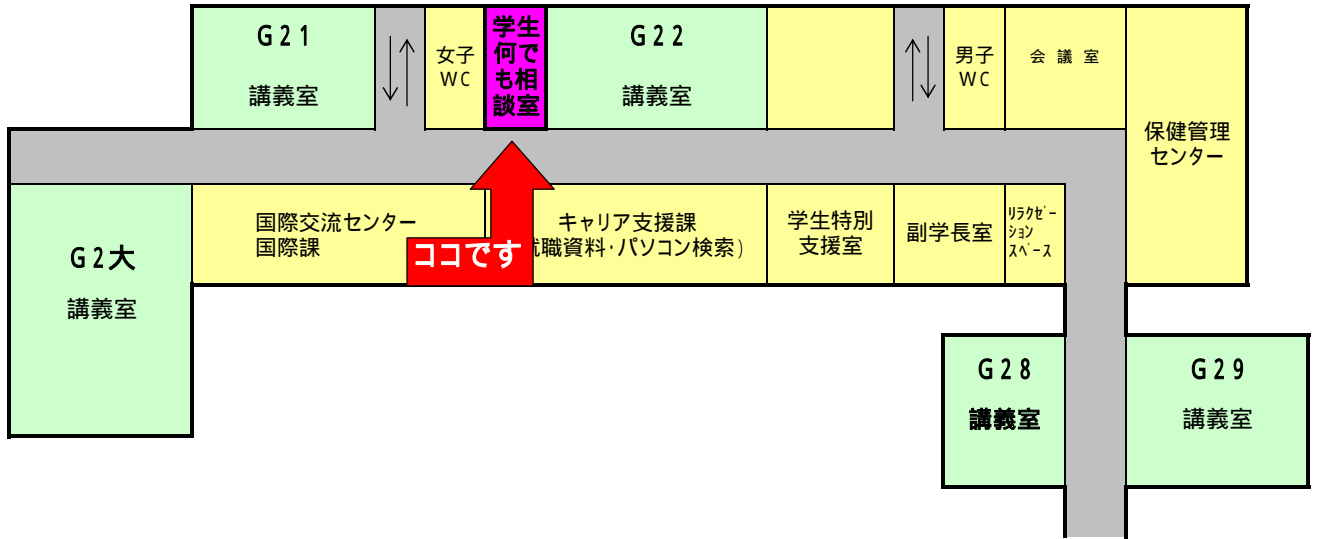 G21
講義室
女子
WC
学生
何で
も相
談室
G22
講義室
男子
WC
会議室
保健管理
センター
G2大
講義室
国際交流センター
国際課
ココです
キャリア支援課
就職資料・パソコン検索)
学生特別
支援室
副学長室
ﾘﾗｸｾﾞｰ
ｼｮﾝ
ｽﾍﾟｰｽ
G28
講義室
G29
講義室